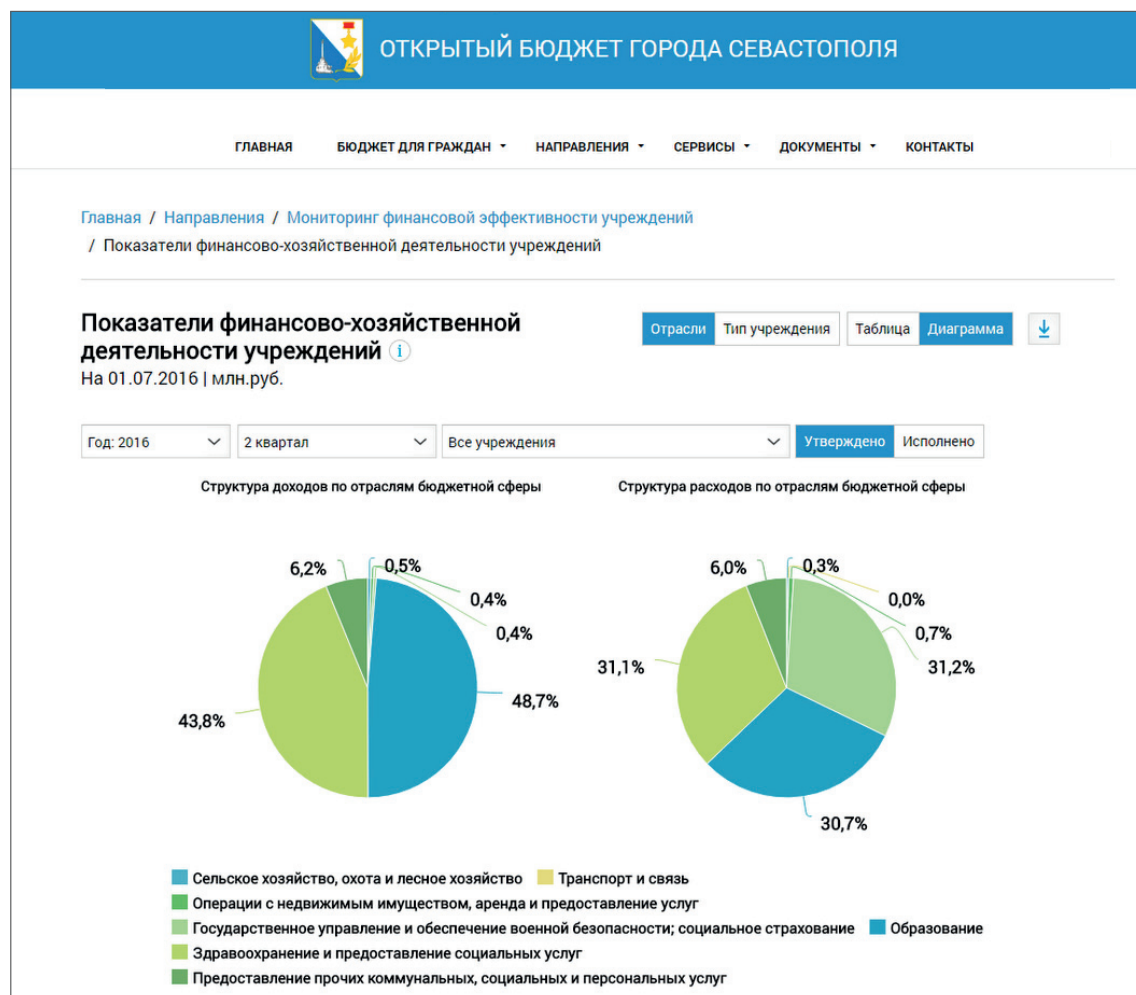 ОТКРЫТЫЙ БЮДЖЕТ ГОРОДА СЕВАСТОПОЛЯ
ГЛАВНАЯ БЮДЖЕТ ДЛЯ ГРАЖДАН НАПРАВЛЕНИЯ СЕРВИСЫ ДОКУМЕНТЫ КОНТАКТЫ
Главная / Направления / Мониторинг финансовой эффективности учреждений
/ Показатели финансово-хозяйственной деятельности учреждений
Показатели финансово-хозяйственной
деятельности учреждений i
На 01.07.2016 | млн.руб.
Отрасли Тип учреждения Таблица Диаграмма
Год: 2016 2 квартал Все учреждения Утверждено Исполнено
Структура доходов по отраслям бюджетной сферы
6,2%
0,5%
0,4%
0,4%
48,7%
43,8%
Структура расходов по отраслям бюджетной сферы
6,0%
0,3%
0,0%
0,7%
31,2%
31,1%
30,7%
Сельское хозяйство, охота и лесное хозяйство Транспорт и связь
Операции с недвижимым имуществом, аренда и предоставление услуг
Государственное управление и обеспечение военной безопасности; социальное страхование Образование
Здравоохранение и предоставление социальных услуг
Предоставление прочих коммунальных, социальных и персональных услуг